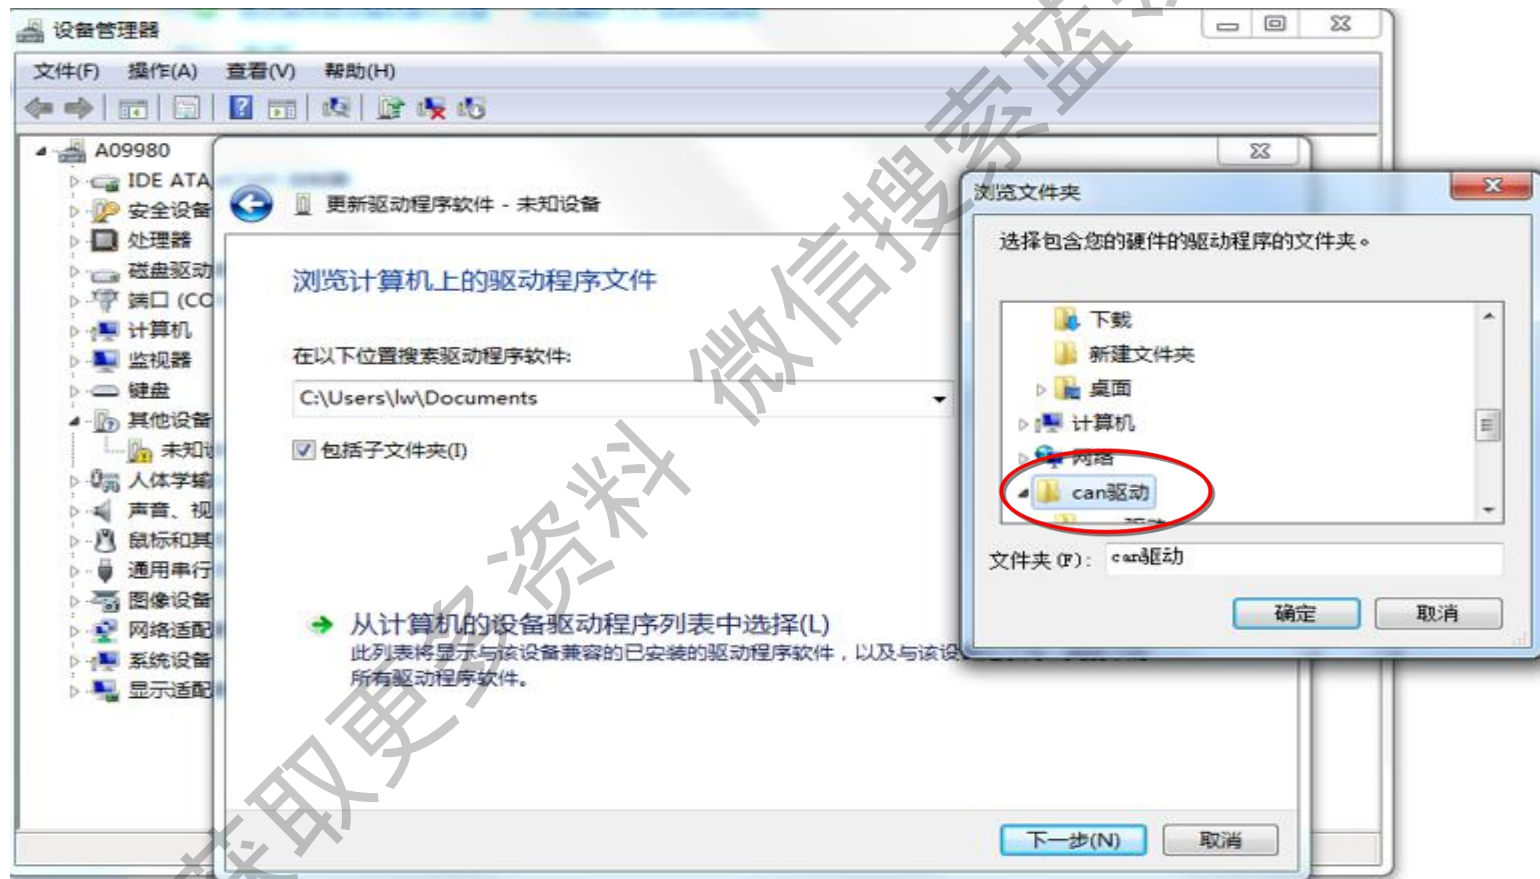 设备管理器
文件(F) 操作(A) 查看(V) 帮助(H)
A09980
IDE ATA
安全设备
处理器
磁盘驱动
端口 (CO
计算机
监视器
键盘
其他设备
未知
人体学输
声音、视
鼠标和其
通用串行
图像设备
网络适配
系统设备
显示适配
更新驱动程序软件 - 未知设备
浏览计算机上的驱动程序文件
在以下位置搜索驱动程序软件:
C:\Users\lw\Documents
包括子文件夹(I)
从计算机的设备驱动程序列表中选择(L)
此列表将显示与该设备兼容的已安装的驱动程序软件，以及与该设
所有驱动程序软件。
下一步(N) 取消
浏览文件夹
选择包含您的硬件的驱动程序的文件夹。
下载
新建文件夹
桌面
计算机
网络
can驱动
文件夹(F): can驱动
确定 取消
微信搜索蓝
获取更多资料